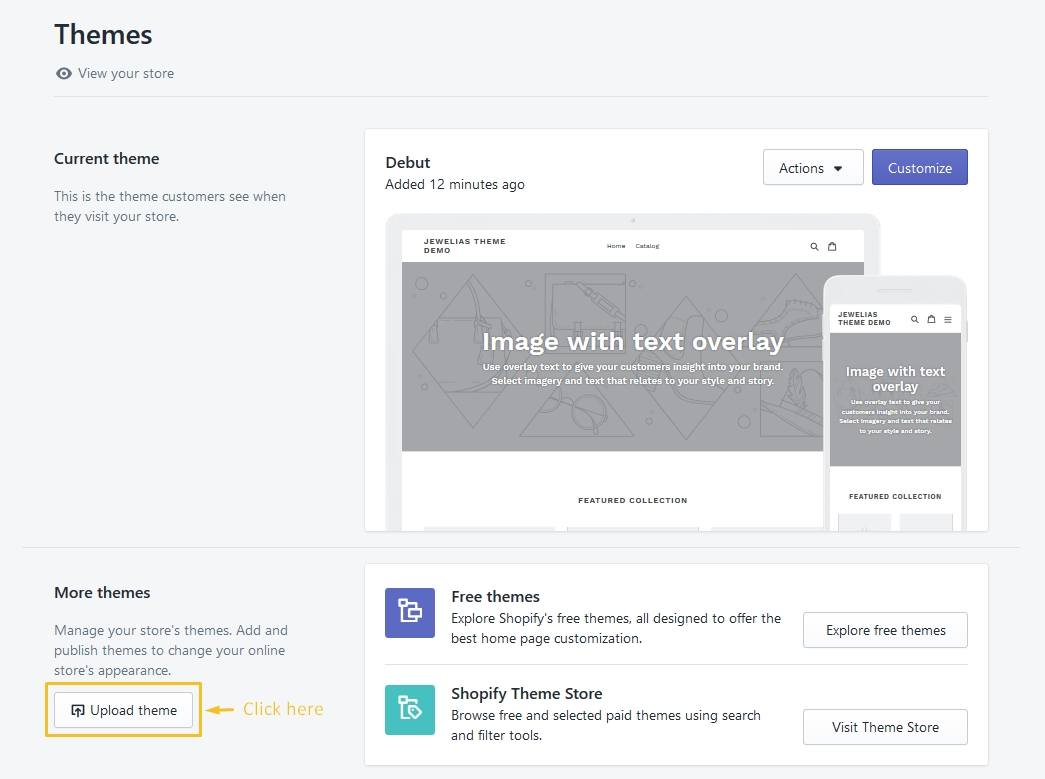 Themes
View your store
Current theme
This is the theme customers see when
they visit your store.
Debut
Added 12 minutes ago
Actions
Customize
JEWELIAS THEME
DEMO
Home Catalog
Image with text overlay
Use overlay text to give your customers insight into your brand.
Select imagery and text that relates to your style and story.
FEATURED COLLECTION
JEWELIAS
THEME DEMO
Image with text
overlay
Use overlay text to give your
customers insight into your brand.
Select imagery and text that relates
to your style and story.
FEATURED COLLECTION
More themes
Manage your store's themes. Add and
publish themes to change your online
store's appearance.
Upload theme
Click here
Free themes
Explore Shopify's free themes, all designed to offer the
best home page customization.
Explore free themes
Shopify Theme Store
Browse free and selected paid themes using search
and filter tools.
Visit Theme Store